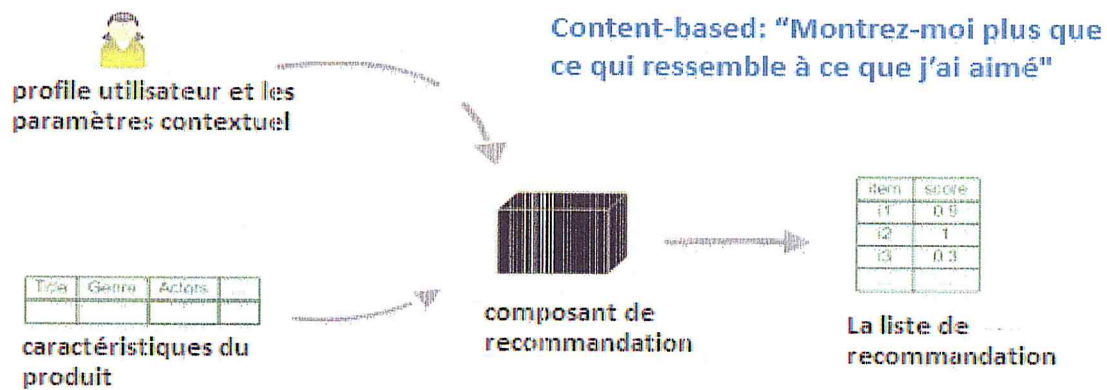 Content-based: "Montrez-moi plus que
ce qui ressemble à ce que j'ai aimé"
profile utilisateur et les
paramètres contextuel
Title Genre Actors ...
caractéristiques du
produit
composant de
recommandation
item score
i1
i2 1
i3 0.3
... ...
La liste de
recommandation